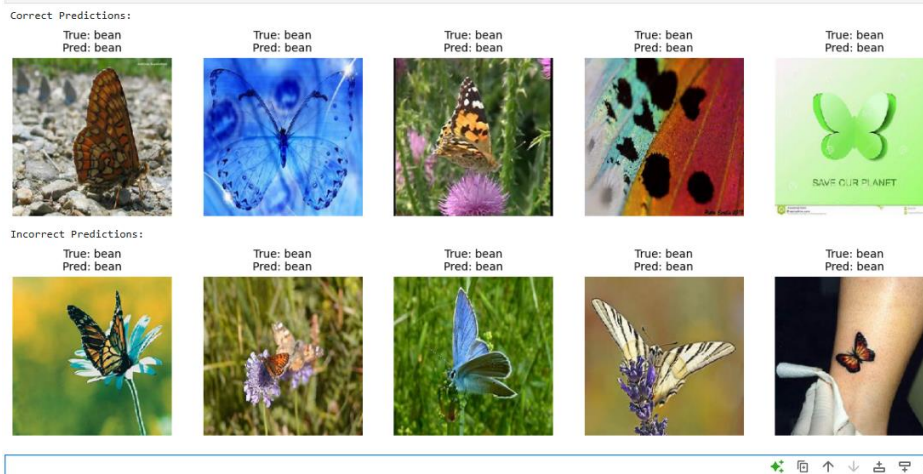 Correct Predictions:
True: bean True: bean True: bean True: bean True: bean
Pred: bean Pred: bean Pred: bean Pred: bean Pred: bean
SAVE OUR PLANET
Incorrect Predictions:
True: bean True: bean True: bean True: bean True: bean
Pred: bean Pred: bean Pred: bean Pred: bean Pred: bean